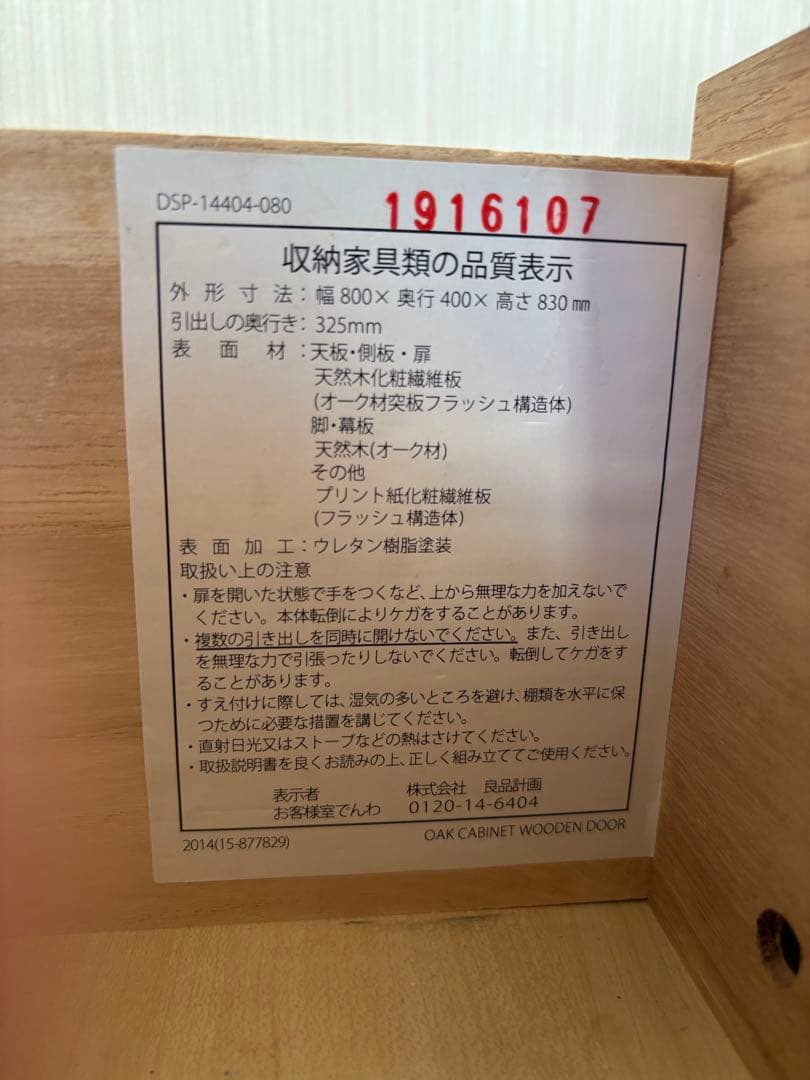 DSP-14404-080
1916107
収納家具類の品質表示
外形寸法：幅800×奥行400×高さ830㎜
引出しの奥行き：325mm
表面材：天板・側板・扉
天然木化粧繊維板
(オーク材突板フラッシュ構造体)
脚・幕板
天然木(オーク材)
その他
プリント紙化粧繊維板
(フラッシュ構造体)
表面加工：ウレタン樹脂塗装
取扱い上の注意
・扉を開いた状態で手をつくなど、上から無理な力を加えないで
ください。本体転倒によりケガをすることがあります。
・複数の引き出しを同時に開けないでください。また、引き出し
を無理な力で引張ったりしないでください。転倒してケガをす
ることがあります。
・すえ付けに際しては、湿気の多いところを避け、棚類を水平に保
つために必要な措置を講じてください。
・直射日光又はストーブなどの熱はさけてください。
・取扱説明書を良くお読みの上、正しく組み立ててご使用ください。
表示者 株式会社 良品計画
お客様室でんわ 0120-14-6404
2014(15-877829)
OAK CABINET WOODEN DOOR